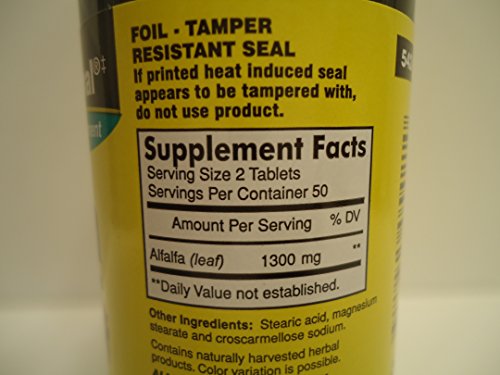 FOIL - TAMPER
RESISTANT SEAL
If printed heat induced seal
appears to be tampered with,
do not use product.
Supplement Facts
Serving Size 2 Tablets
Servings Per Container 50
Amount Per Serving % DV
Alfalfa (leaf) 1300 mg **
**Daily Value not established.
Other Ingredients: Stearic acid, magnesium
stearate and croscarmellose sodium.
Contains naturally harvested herbal
products. Color variation is possible.